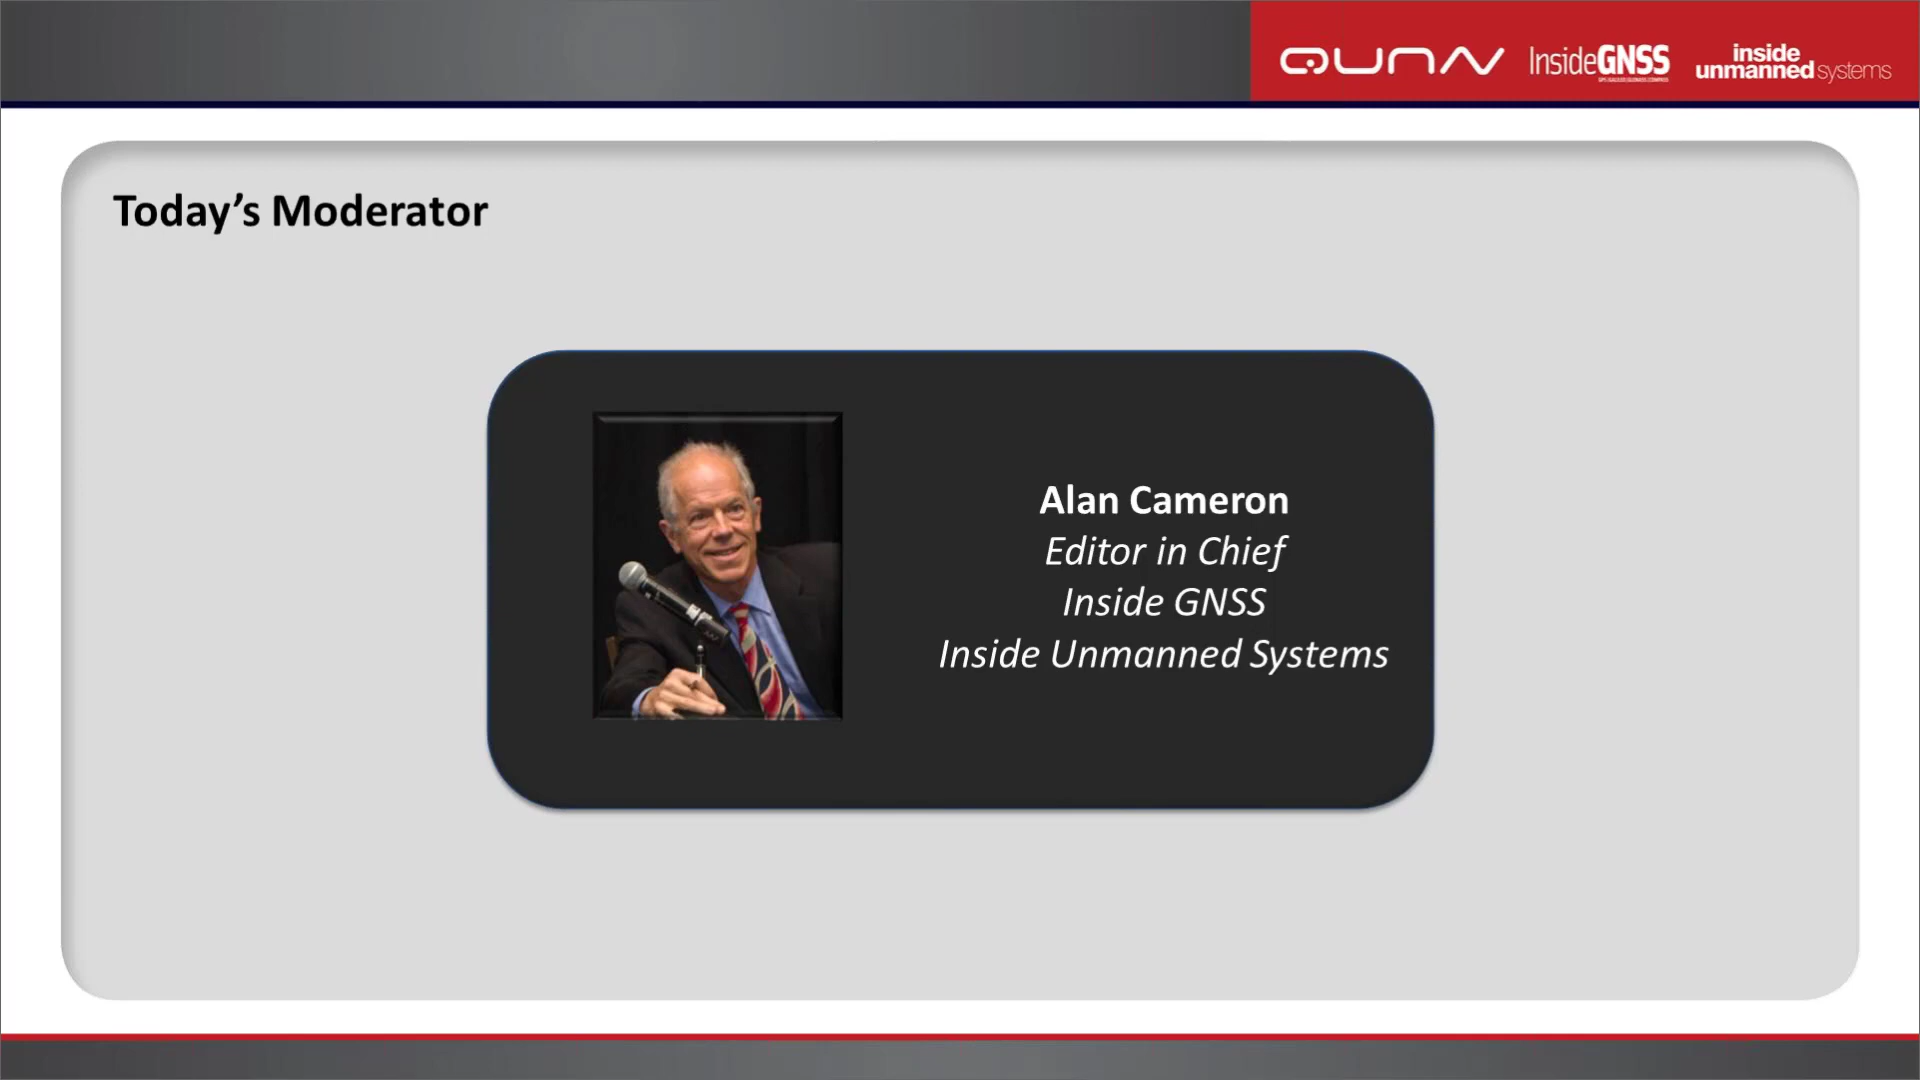 InsideGNSS
inside
unmanned systems
Today's Moderator
Alan Cameron
Editor in Chief
Inside GNSS
Inside Unmanned Systems